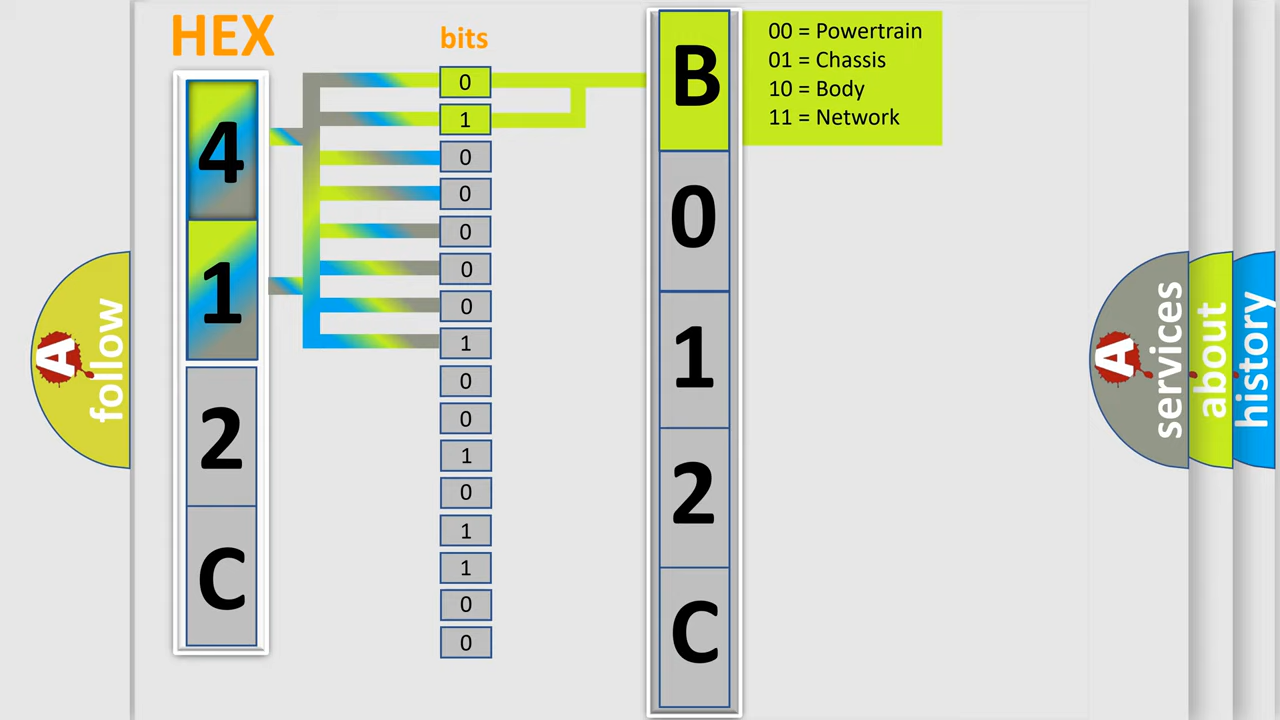 HEX
4
1
2
C
bits
0
1
0
0
0
0
0
1
0
0
1
0
1
1
0
0
B
0
1
2
C
00 = Powertrain
01 = Chassis
10 = Body
11 = Network
A
follow
A
services
about
history